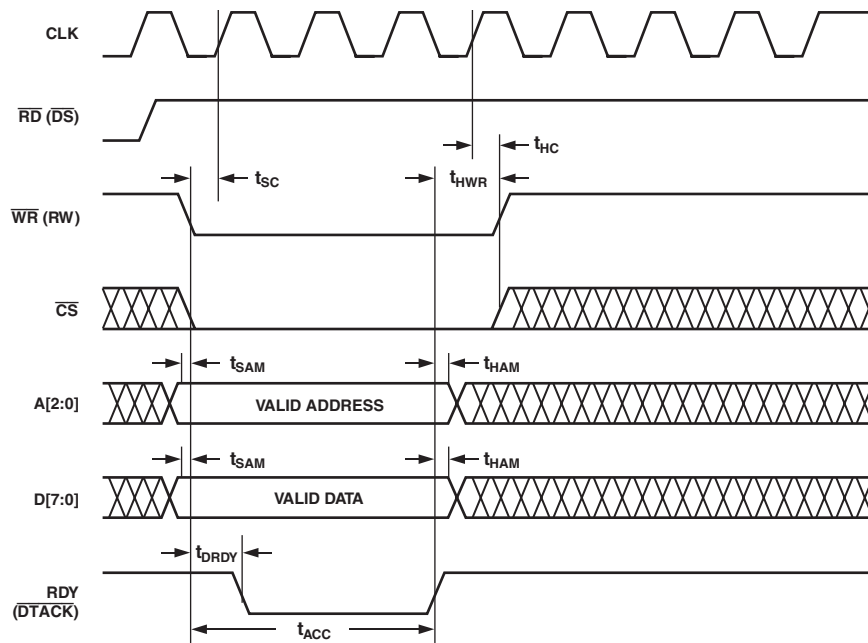 CLK
RD (DS)
tHC
tSC
tHWR
WR (RW)
CS
tSAM
tHAM
A[2:0]
VALID ADDRESS
tSAM
tHAM
D[7:0]
VALID DATA
tDRDY
RDY
(DTACK)
tACC